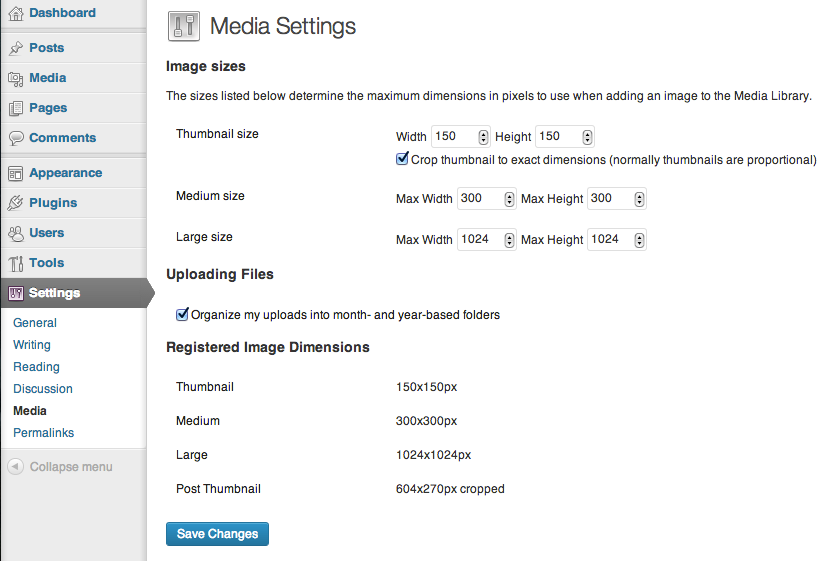 Dashboard
Posts
Media
Pages
Comments
Appearance
Plugins
Users
Tools
Settings
General
Writing
Reading
Discussion
Media
Permalinks
Collapse menu
Media Settings
Image sizes
The sizes listed below determine the maximum dimensions in pixels to use when adding an image to the Media Library.
Thumbnail size
Width 150 Height 150
Crop thumbnail to exact dimensions (normally thumbnails are proportional)
Medium size
Max Width 300 Max Height 300
Large size
Max Width 1024 Max Height 1024
Uploading Files
Organize my uploads into month- and year-based folders
Registered Image Dimensions
Thumbnail 150x150px
Medium 300x300px
Large 1024x1024px
Post Thumbnail 604x270px cropped
Save Changes